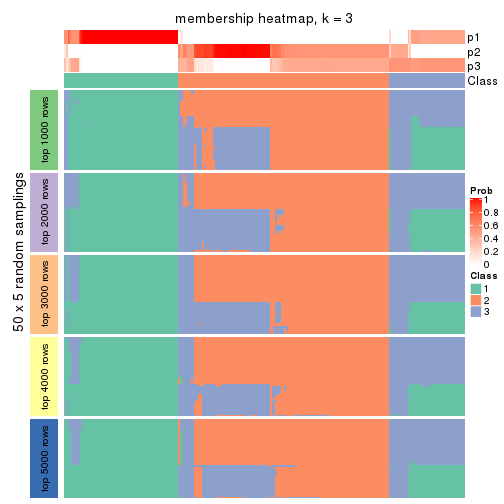 membership heatmap, k = 3
p1
p2
p3
Class
50 x 5 random samplings
top 1000 rows
top 2000 rows
top 3000 rows
top 4000 rows
top 5000 rows
Prob
1
0.8
0.6
0.4
0.2
0
Class
1
2
3